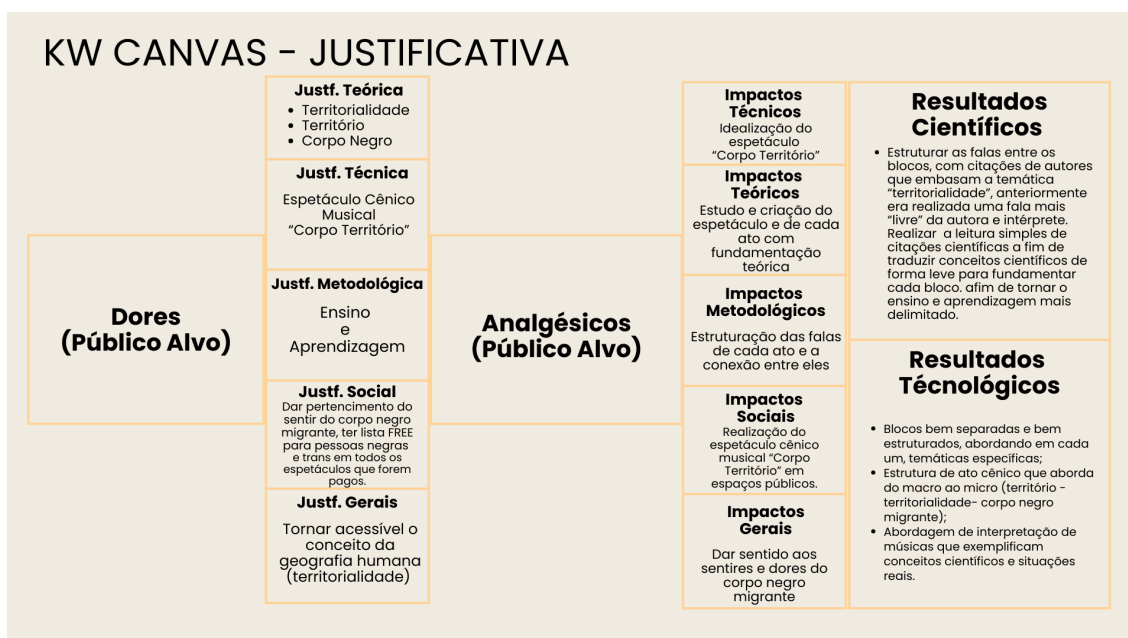 KW CANVAS - JUSTIFICATIVA
Dores
(Público Alvo)
Justf. Teórica
• Territorialidade
• Território
• Corpo Negro
Justf. Técnica
Espetáculo Cênico
Musical
“Corpo Território”
Justf. Metodológica
Ensino
e
Aprendizagem
Justf. Social
Dar pertencimento do
sentir do corpo negro
migrante, ter lista FREE
para pessoas negras
e trans em todos os
espetáculos que forem
pagos.
Justf. Gerais
Tornar acessível o
conceito da
geografia humana
(territorialidade)
Analgésicos
(Público Alvo)
Impactos
Técnicos
Idealização do
espetáculo
“Corpo Território”
Impactos
Teóricos
Estudo e criação do
espetáculo e de cada
ato com
fundamentação
teórica
Impactos
Metodológicos
Estruturação das falas
de cada ato e a
conexão entre eles
Impactos
Sociais
Realização do
espetáculo cênico
musical “Corpo
Território” em
espaços públicos.
Impactos
Gerais
Dar sentido aos
sentires e dores do
corpo negro
migrante
Resultados
Científicos
• Estruturar as falas entre os
blocos, com citações de autores
que embasam a temática
“territorialidade”, anteriormente
era realizada uma fala mais
“livre” da autora e intérprete.
Realizar a leitura simples de
citações científicas a fim de
traduzir conceitos científicos de
forma leve para fundamentar
cada bloco. afim de tornar o
ensino e aprendizagem mais
delimitado.
Resultados
Técnológicos
• Blocos bem separadas e bem
estruturados, abordando em cada
um, temáticas específicas;
• Estrutura de ato cênico que aborda
do macro ao micro (território -
territorialidade- corpo negro
migrante);
• Abordagem de interpretação de
músicas que exemplificam
conceitos científicos e situações
reais.